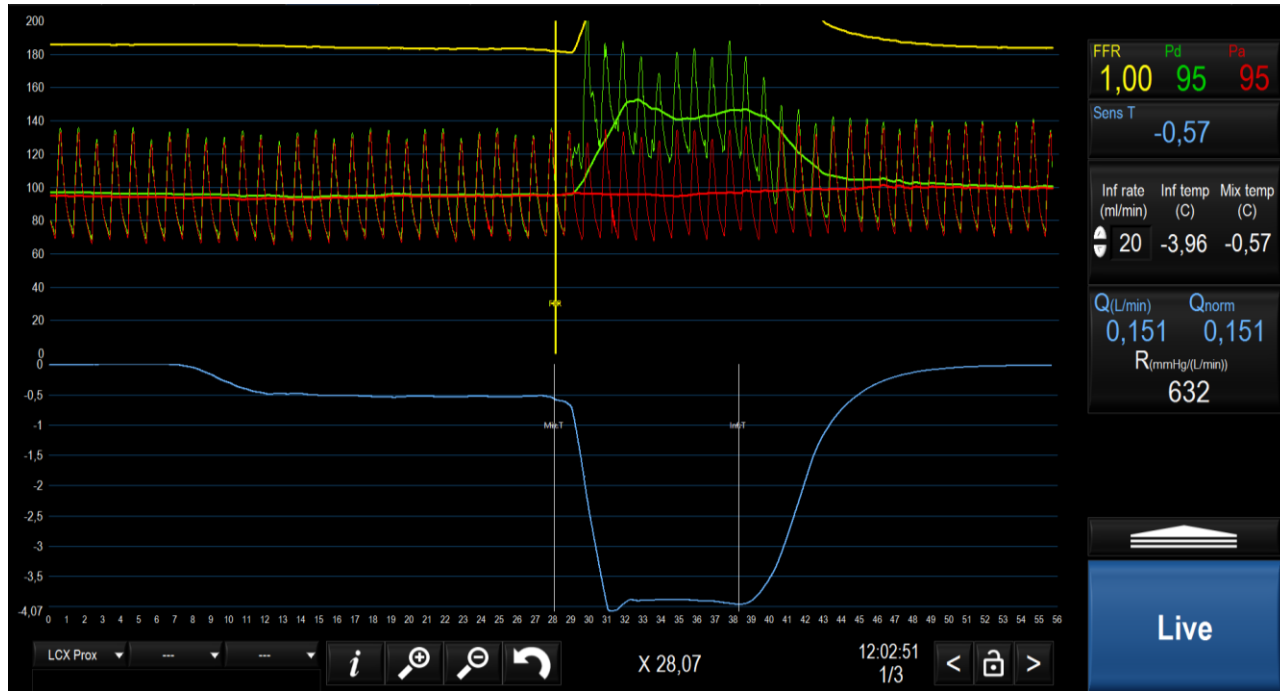 200
180
160
140
120
100
80
60
40
20
0
0
-0,5
-1
-1,5
-2
-2,5
-3
-3,5
-4,07
0 1 2 3 4 5 6 7 8 9 10 11 12 13 14 15 16 17 18 19 20 21 22 23 24 25 26 27 28 29 30 31 32 33 34 35 36 37 38 39 40 41 42 43 44 45 46 47 48 49 50 51 52 53 54 55 56
Mix T
Inf T
FFR Pd Pa
1,00 95 95
Sens T
-0,57
Inf rate Inf temp Mix temp
(ml/min) (C) (C)
20 -3,96 -0,57
Q(L/min) Qnorm
0,151 0,151
R(mmHg/(L/min))
632
Live
LCX Prox --- ---
i
X 28,07
12:02:51
1/3
< >